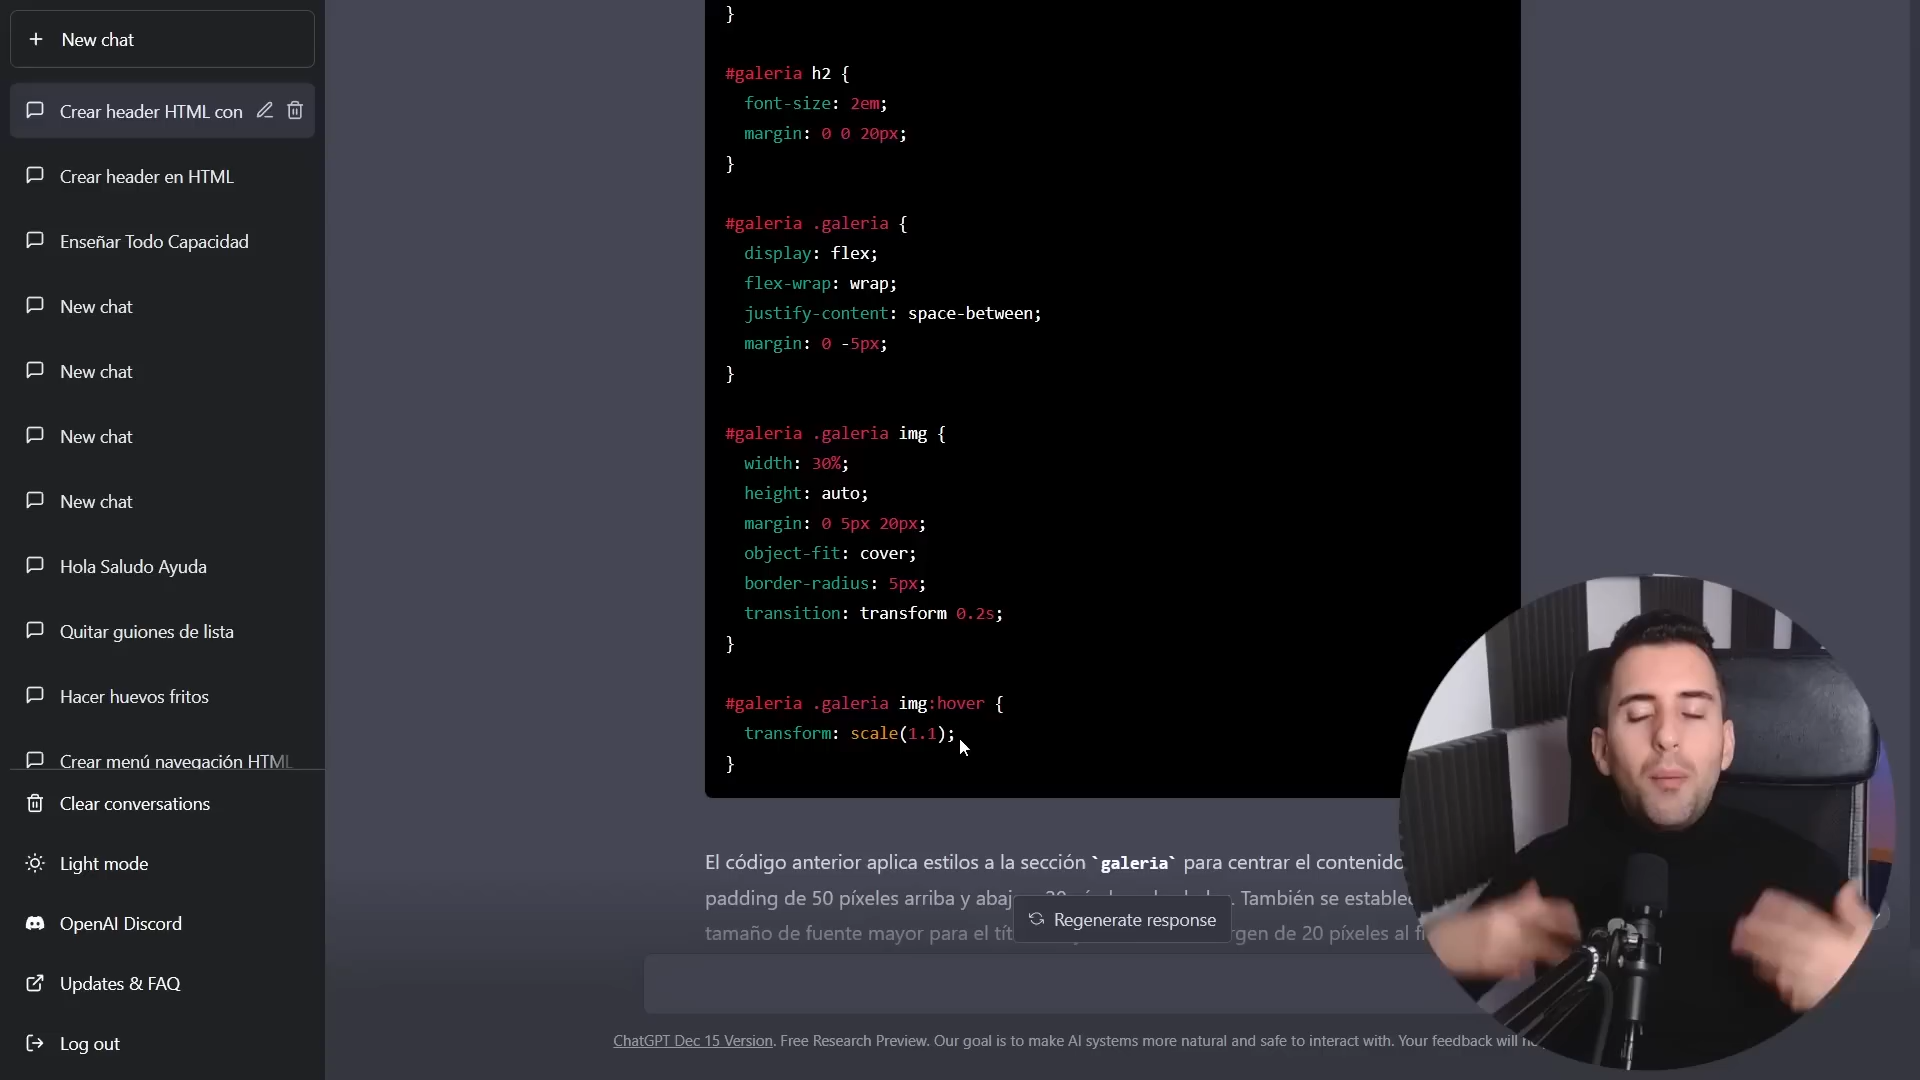 New chat
Crear header HTML con
Crear header en HTML
Enseñar Todo Capacidad
New chat
New chat
New chat
New chat
Hola Saludo Ayuda
Quitar guiones de lista
Hacer huevos fritos
Crear menú navegación HTML
Clear conversations
Light mode
OpenAI Discord
Updates & FAQ
Log out
}
#galeria h2 {
font-size: 2em;
margin: 0 0 20px;
}
#galeria .galeria {
display: flex;
flex-wrap: wrap;
justify-content: space-between;
margin: 0 -5px;
}
#galeria .galeria img {
width: 30%;
height: auto;
margin: 0 5px 20px;
object-fit: cover;
border-radius: 5px;
transition: transform 0.2s;
}
#galeria .galeria img:hover {
transform: scale(1.1);
}
El código anterior aplica estilos a la sección `galeria` para centrar el contenido
padding de 50 píxeles arriba y abaj . También se establec
tamaño de fuente mayor para el tít rgen de 20 píxeles al fi
Regenerate response
ChatGPT Dec 15 Version. Free Research Preview. Our goal is to make AI systems more natural and safe to interact with. Your feedback will